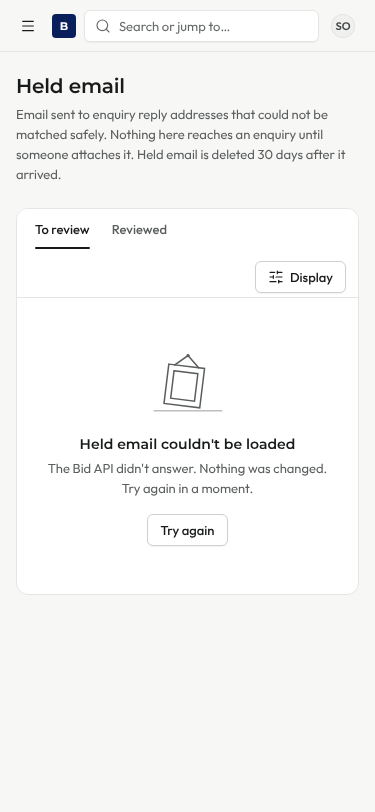 B
Search or jump to...
SO
Held email
Email sent to enquiry reply addresses that could not be
matched safely. Nothing here reaches an enquiry until
someone attaches it. Held email is deleted 30 days after it
arrived.
To review
Reviewed
Display
Held email couldn't be loaded
The Bid API didn't answer. Nothing was changed.
Try again in a moment.
Try again